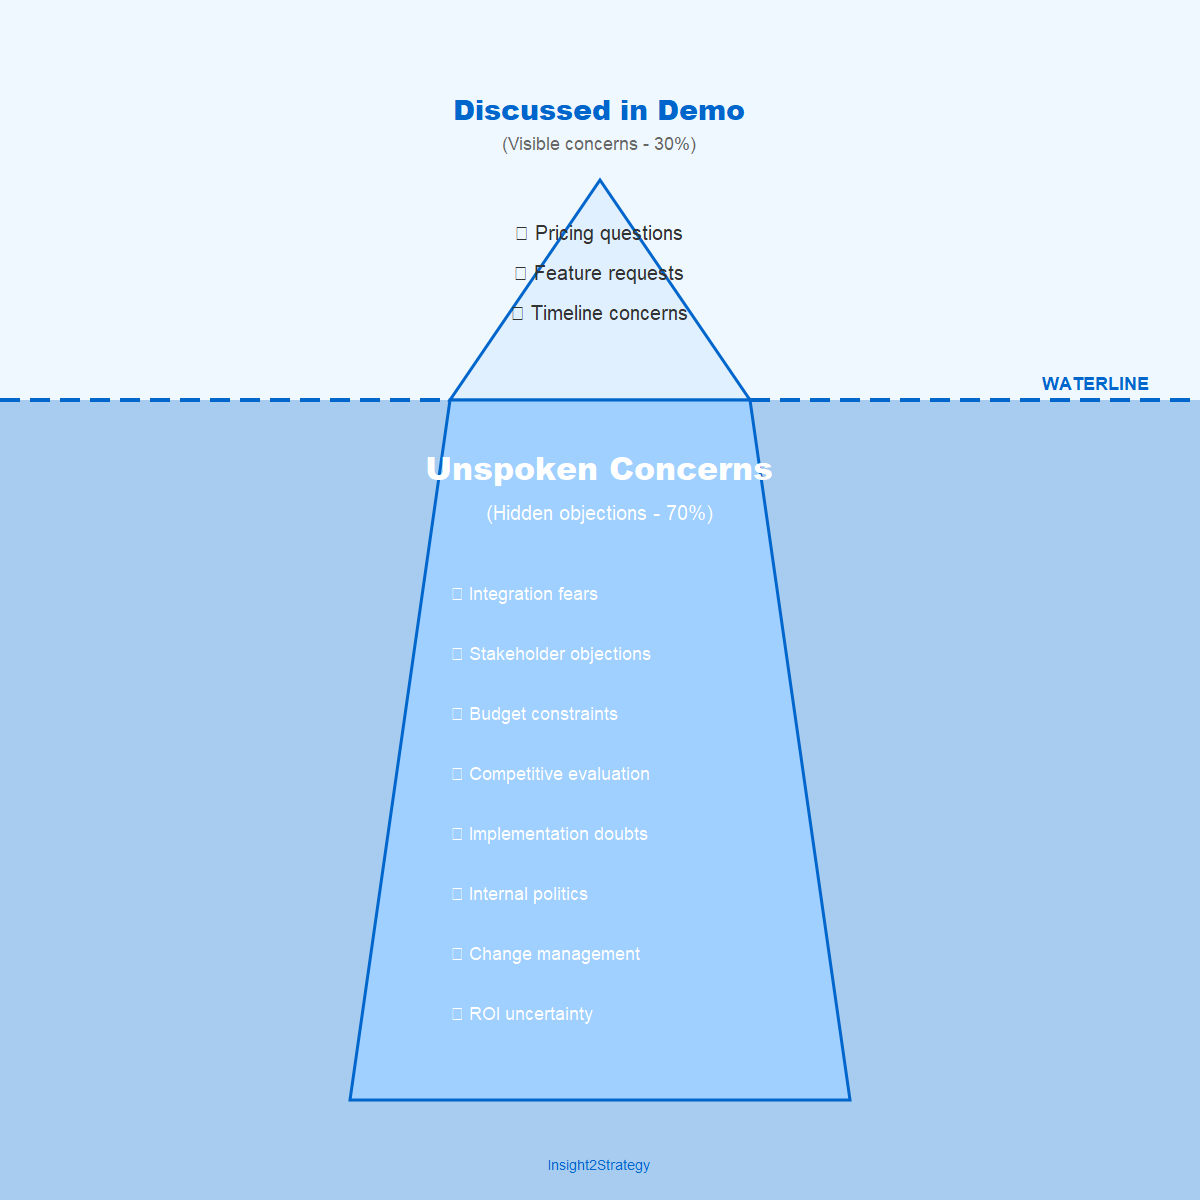 Discussed in Demo
(Visible concerns - 30%)
Pricing questions
Feature requests
Timeline concerns
WATERLINE
Unspoken Concerns
(Hidden objections - 70%)
Integration fears
Stakeholder objections
Budget constraints
Competitive evaluation
Implementation doubts
Internal politics
Change management
ROI uncertainty
Insight2Strategy